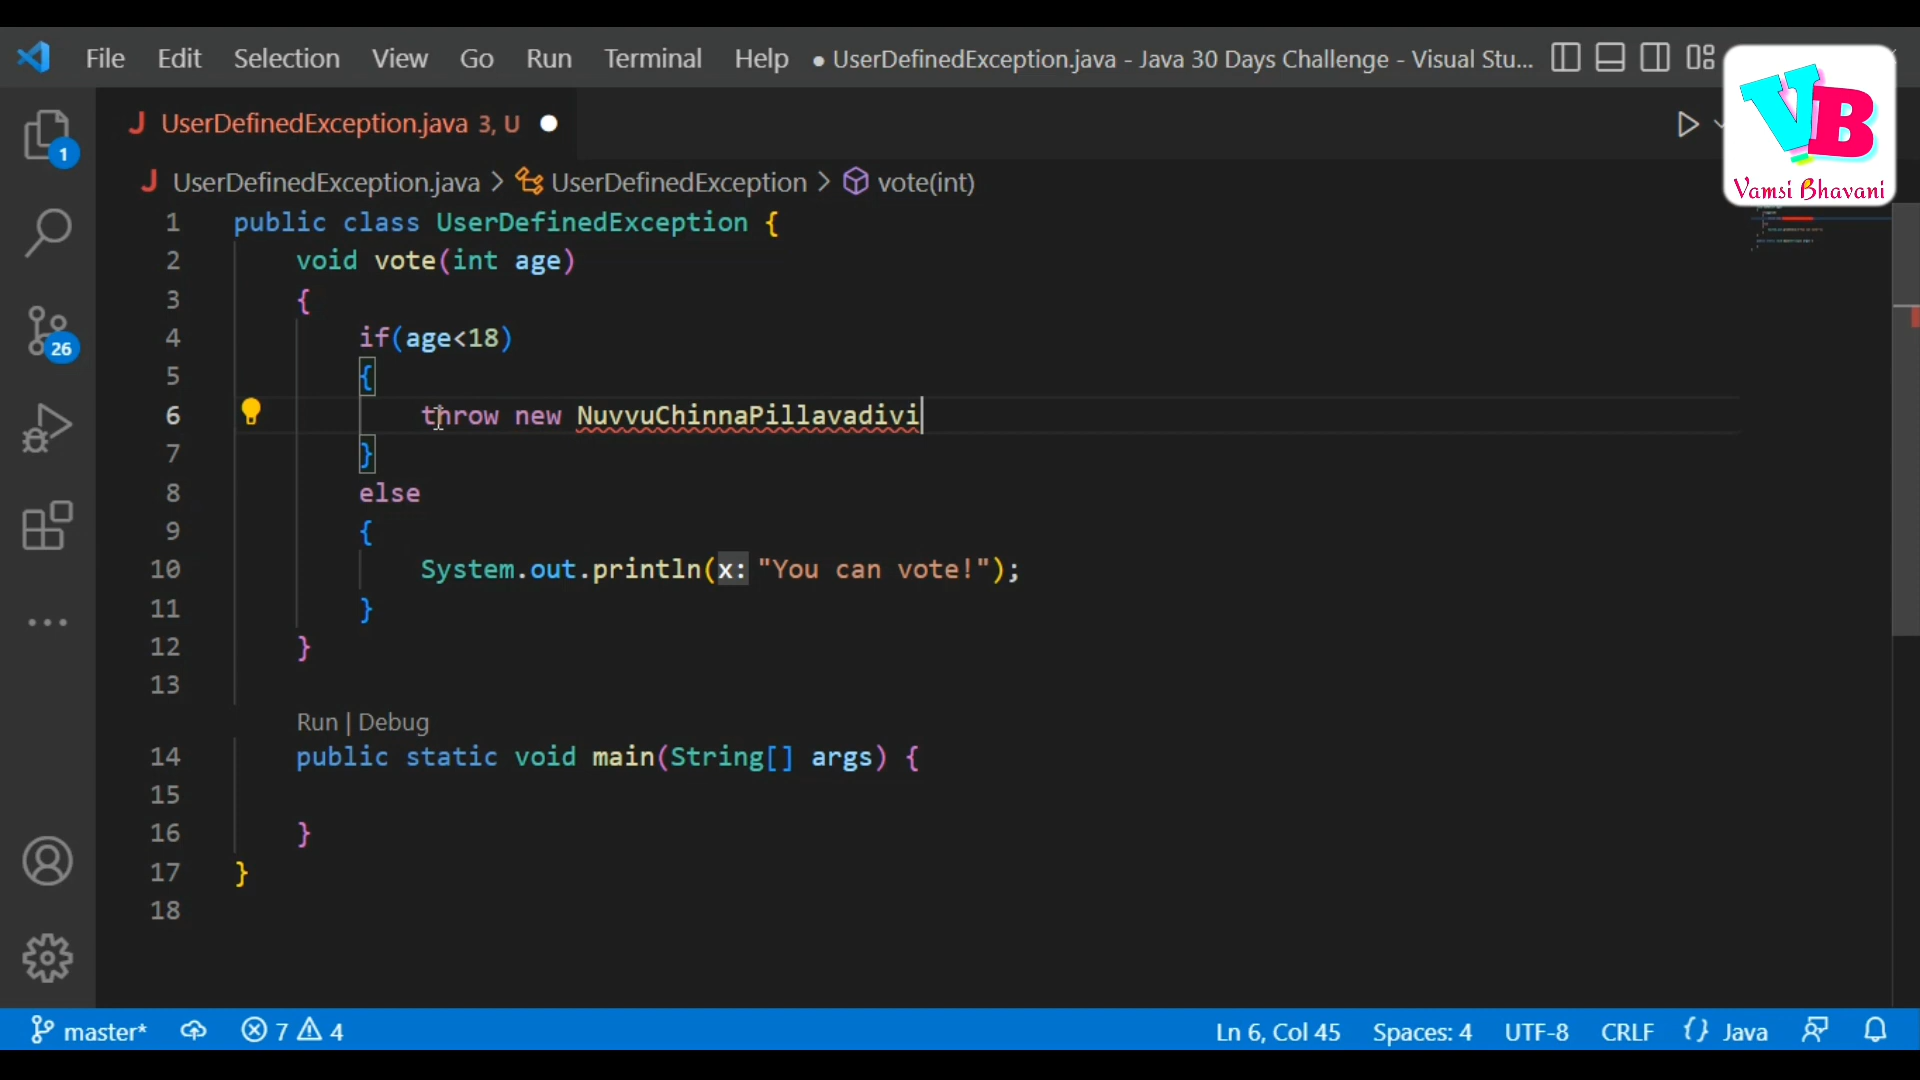 File Edit Selection View Go Run Terminal Help ● UserDefinedException.java - Java 30 Days Challenge - Visual Stu...
VB
Vamsi Bhavani
J UserDefinedException.java 3, U ●
J UserDefinedException.java > UserDefinedException > vote(int)
1 public class UserDefinedException {
2 void vote(int age)
3 {
4 if(age<18)
5 {
6 throw new NuvvuChinnaPillavadivi
7 }
8 else
9 {
10 System.out.println(x: "You can vote!");
11 }
12 }
13
Run | Debug
14 public static void main(String[] args) {
15
16 }
17 }
18
1
26
master* 7 4 Ln 6, Col 45 Spaces: 4 UTF-8 CRLF {} Java